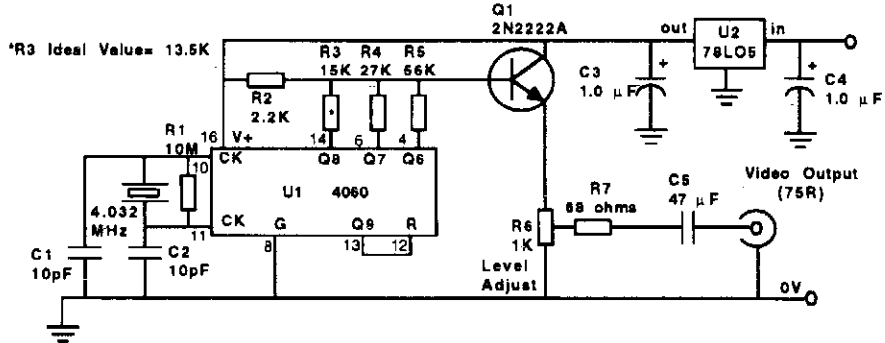 Q1
2N2222A
out
U2
78LO5
in
*R3 Ideal Value= 13.5K
R3
15K
R4
27K
R5
56K
R2
2.2K
C3
1.0 μF
+
+
C4
1.0 μF
R1
10M
16
V+
14
6
4
10
CK
Q8
Q7
Q6
U1 4060
4.032
MHz
11
CK
G
Q9
R
8
13
12
C1
10pF
C2
10pF
R6
1K
Level
Adjust
R7
68 ohms
C5
47 μF
Video Output
(75R)
0V